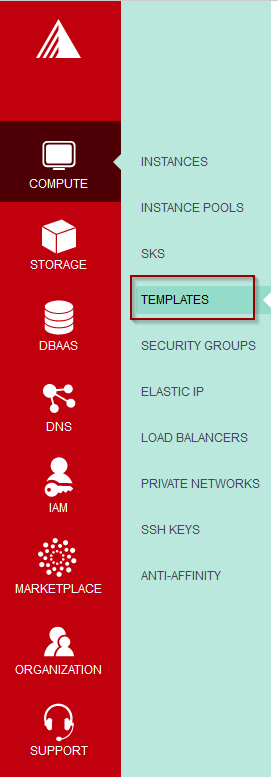 COMPUTE
STORAGE
DBAAS
DNS
IAM
MARKETPLACE
ORGANIZATION
SUPPORT
INSTANCES
INSTANCE POOLS
SKS
TEMPLATES
SECURITY GROUPS
ELASTIC IP
LOAD BALANCERS
PRIVATE NETWORKS
SSH KEYS
ANTI-AFFINITY